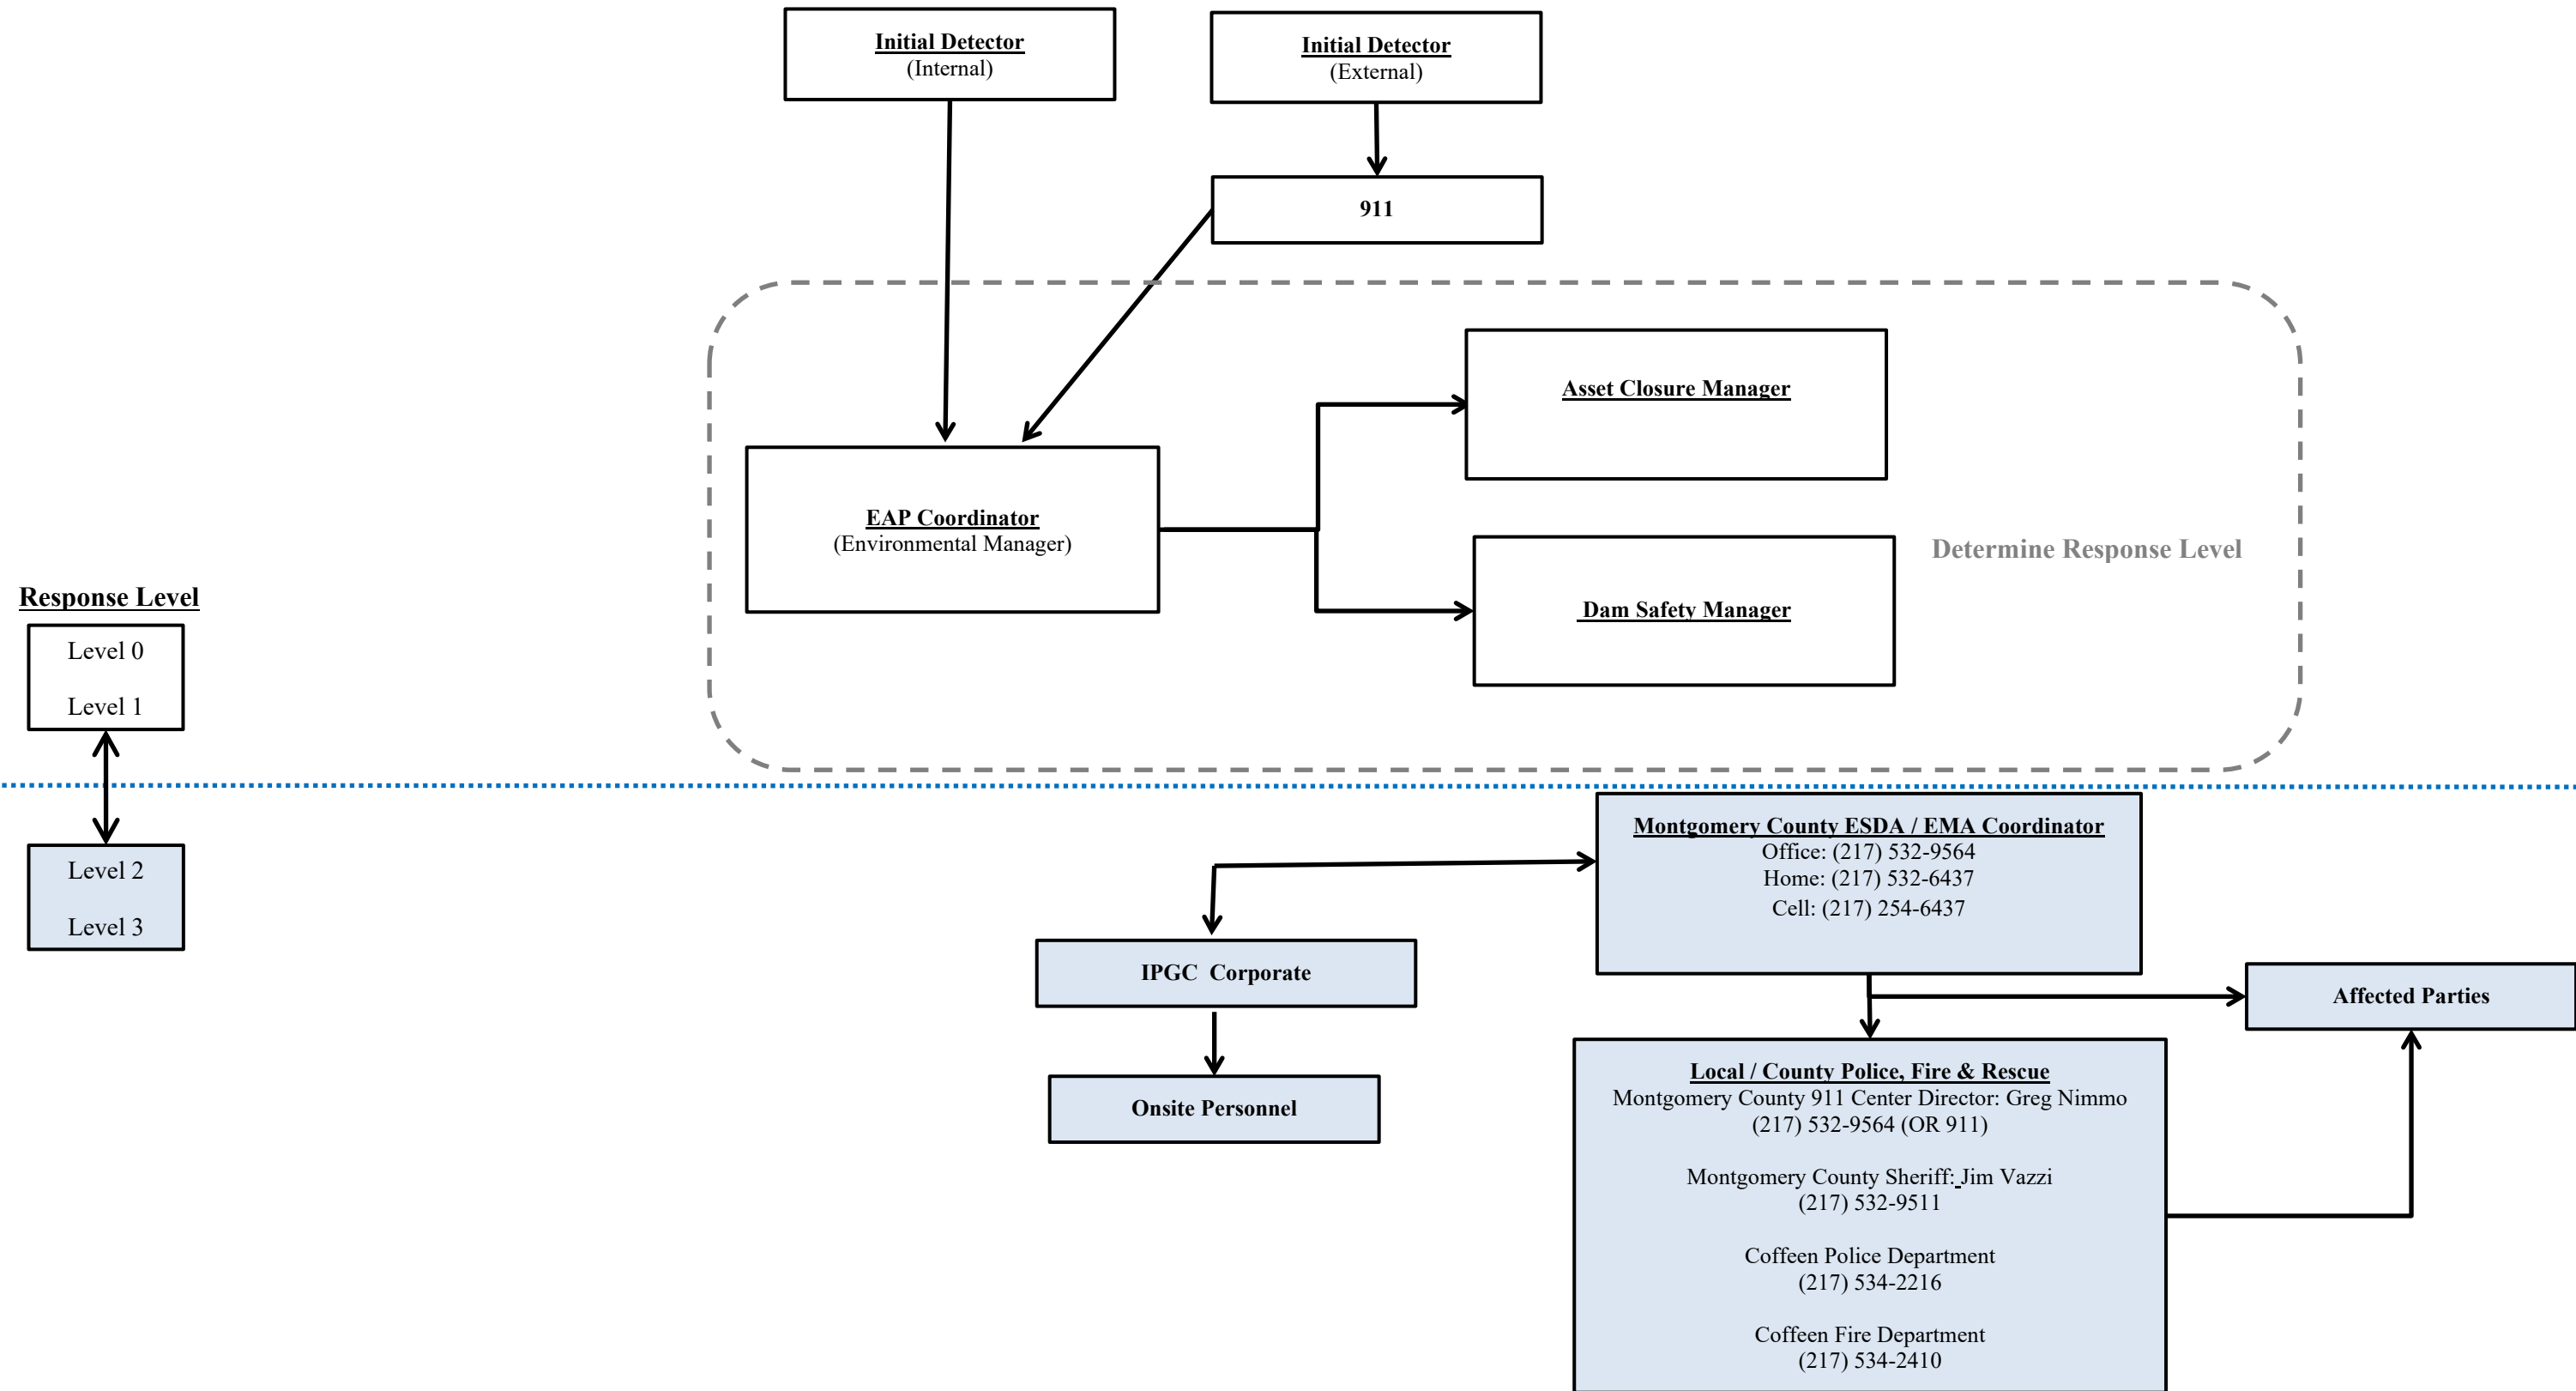 Initial Detector
(Internal)
Initial Detector
(External)
911
Asset Closure Manager
EAP Coordinator
(Environmental Manager)
Determine Response Level
Dam Safety Manager
Response Level
Level 0
Level 1
Level 2
Level 3
Montgomery County ESDA / EMA Coordinator
Office: (217) 532-9564
Home: (217) 532-6437
Cell: (217) 254-6437
IPGC Corporate
Affected Parties
Onsite Personnel
Local / County Police, Fire & Rescue
Montgomery County 911 Center Director: Greg Nimmo
(217) 532-9564 (OR 911)
Montgomery County Sheriff: Jim Vazzi
(217) 532-9511
Coffeen Police Department
(217) 534-2216
Coffeen Fire Department
(217) 534-2410